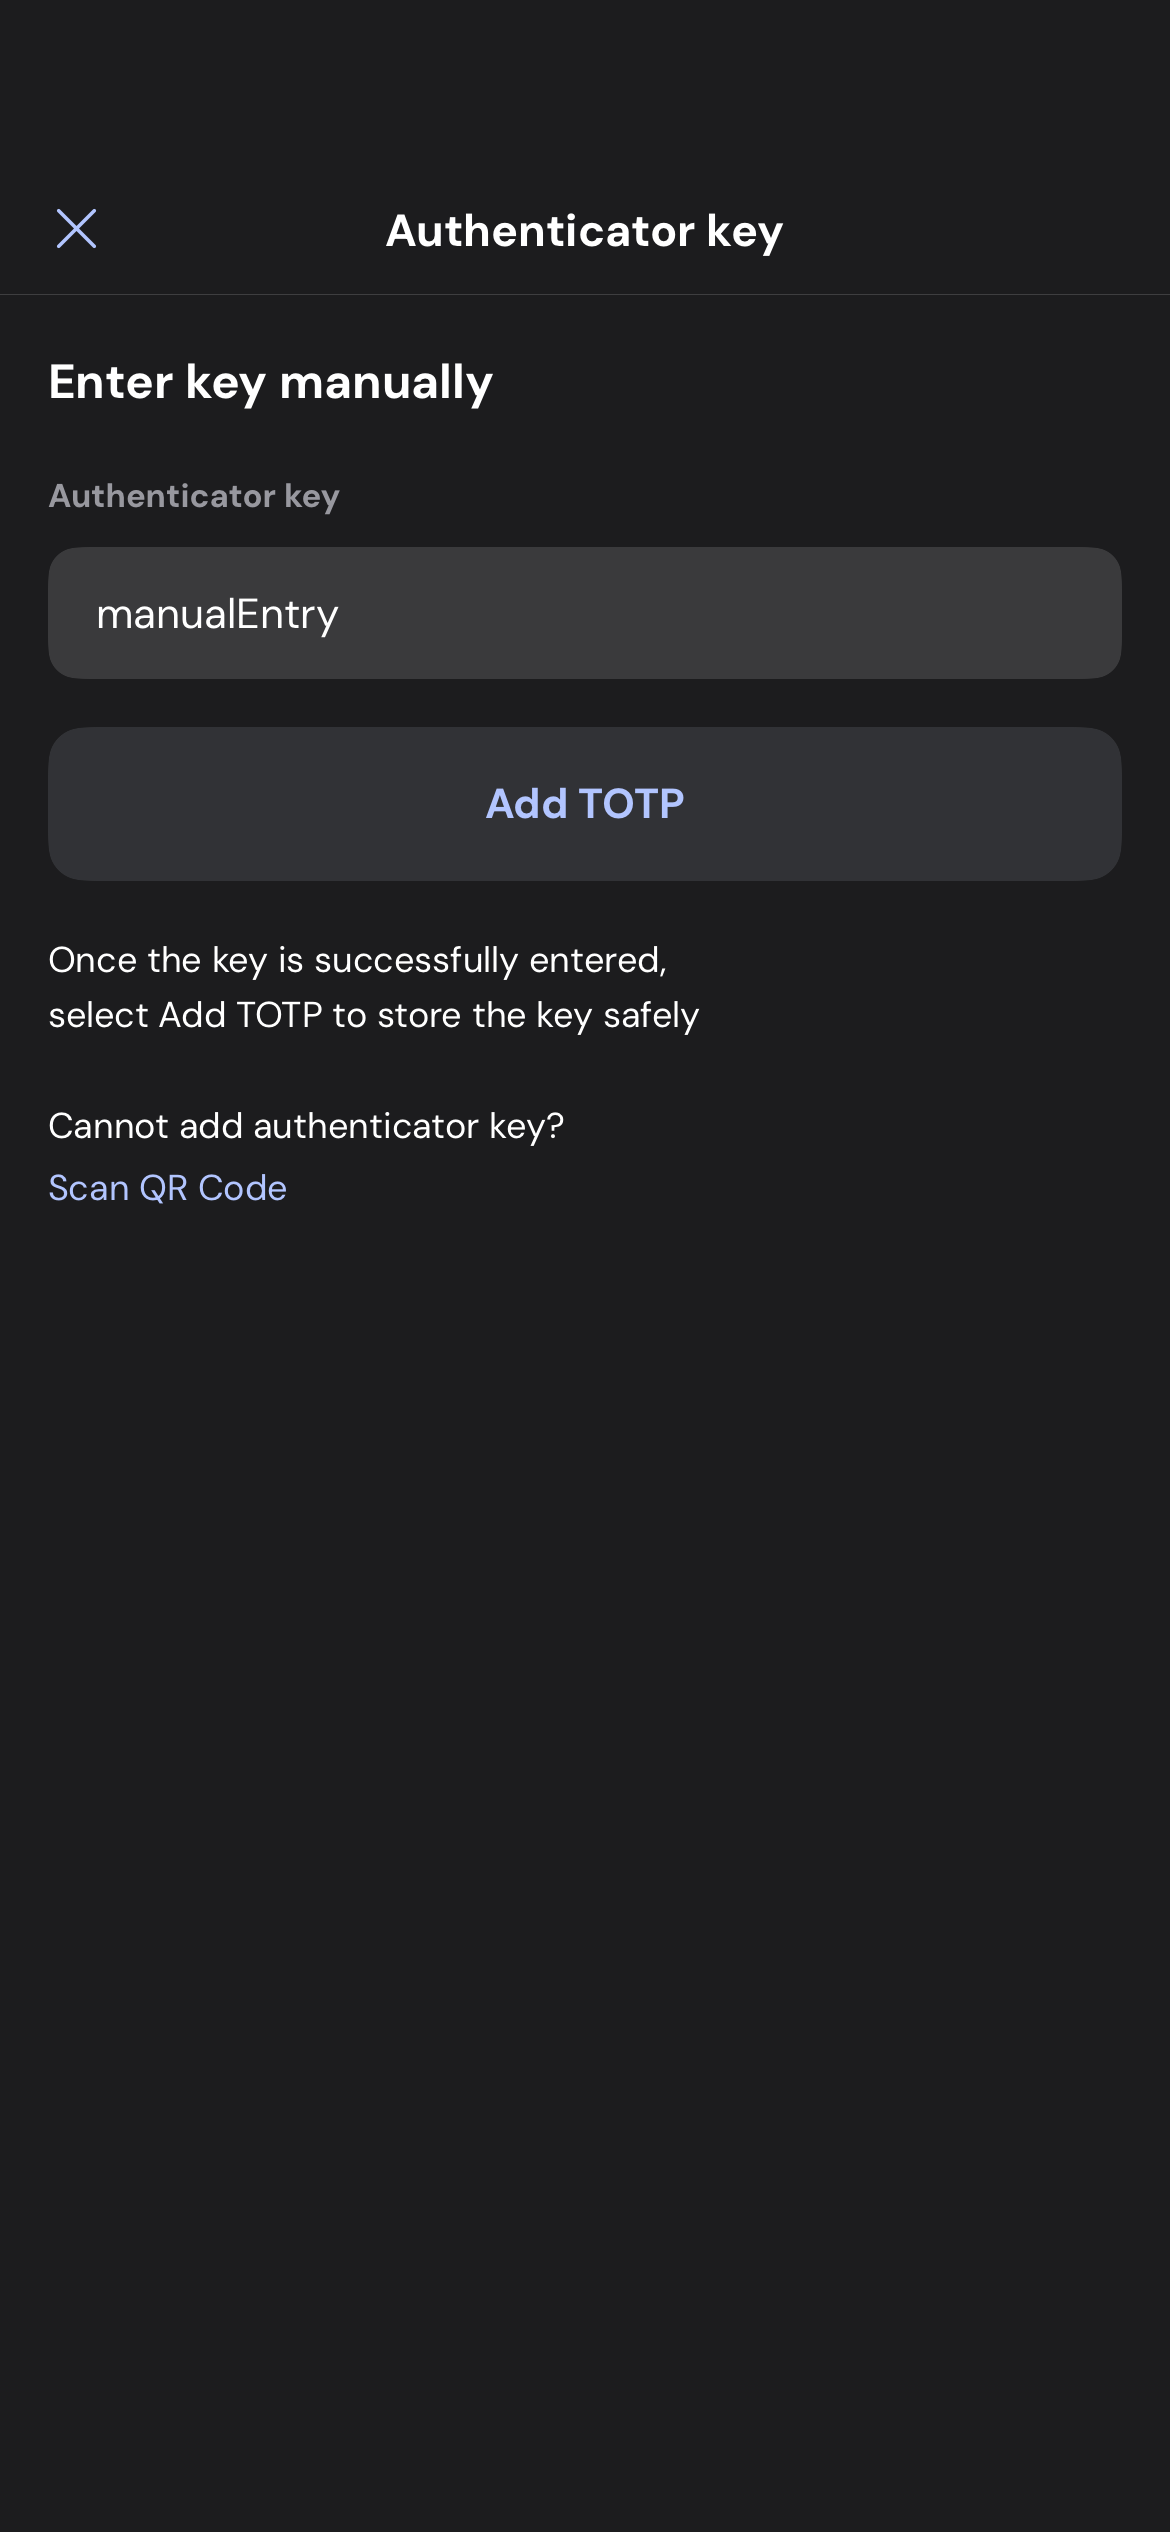 Authenticator key
Enter key manually
Authenticator key
manualEntry
Add TOTP
Once the key is successfully entered,
select Add TOTP to store the key safely
Cannot add authenticator key?
Scan QR Code